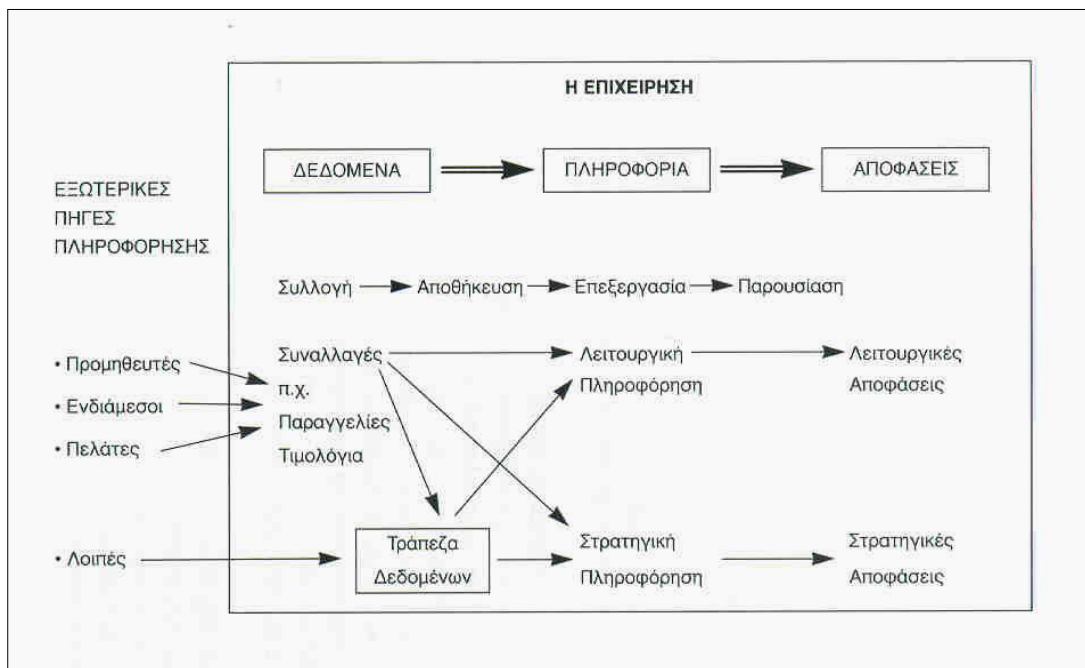 Η ΕΠΙΧΕΙΡΗΣΗ
ΔΕΔΟΜΕΝΑ
ΠΛΗΡΟΦΟΡΙΑ
ΑΠΟΦΑΣΕΙΣ
ΕΞΩΤΕΡΙΚΕΣ
ΠΗΓΕΣ
ΠΛΗΡΟΦΟΡΗΣΗΣ
Συλλογή
Αποθήκευση
Επεξεργασία
Παρουσίαση
• Προμηθευτές
• Ενδιάμεσοι
• Πελάτες
Συναλλαγές
π.χ.
Παραγγελίες
Τιμολόγια
Λειτουργική
Πληροφόρηση
Λειτουργικές
Αποφάσεις
• Λοιπές
Τράπεζα
Δεδομένων
Στρατηγική
Πληροφόρηση
Στρατηγικές
Αποφάσεις